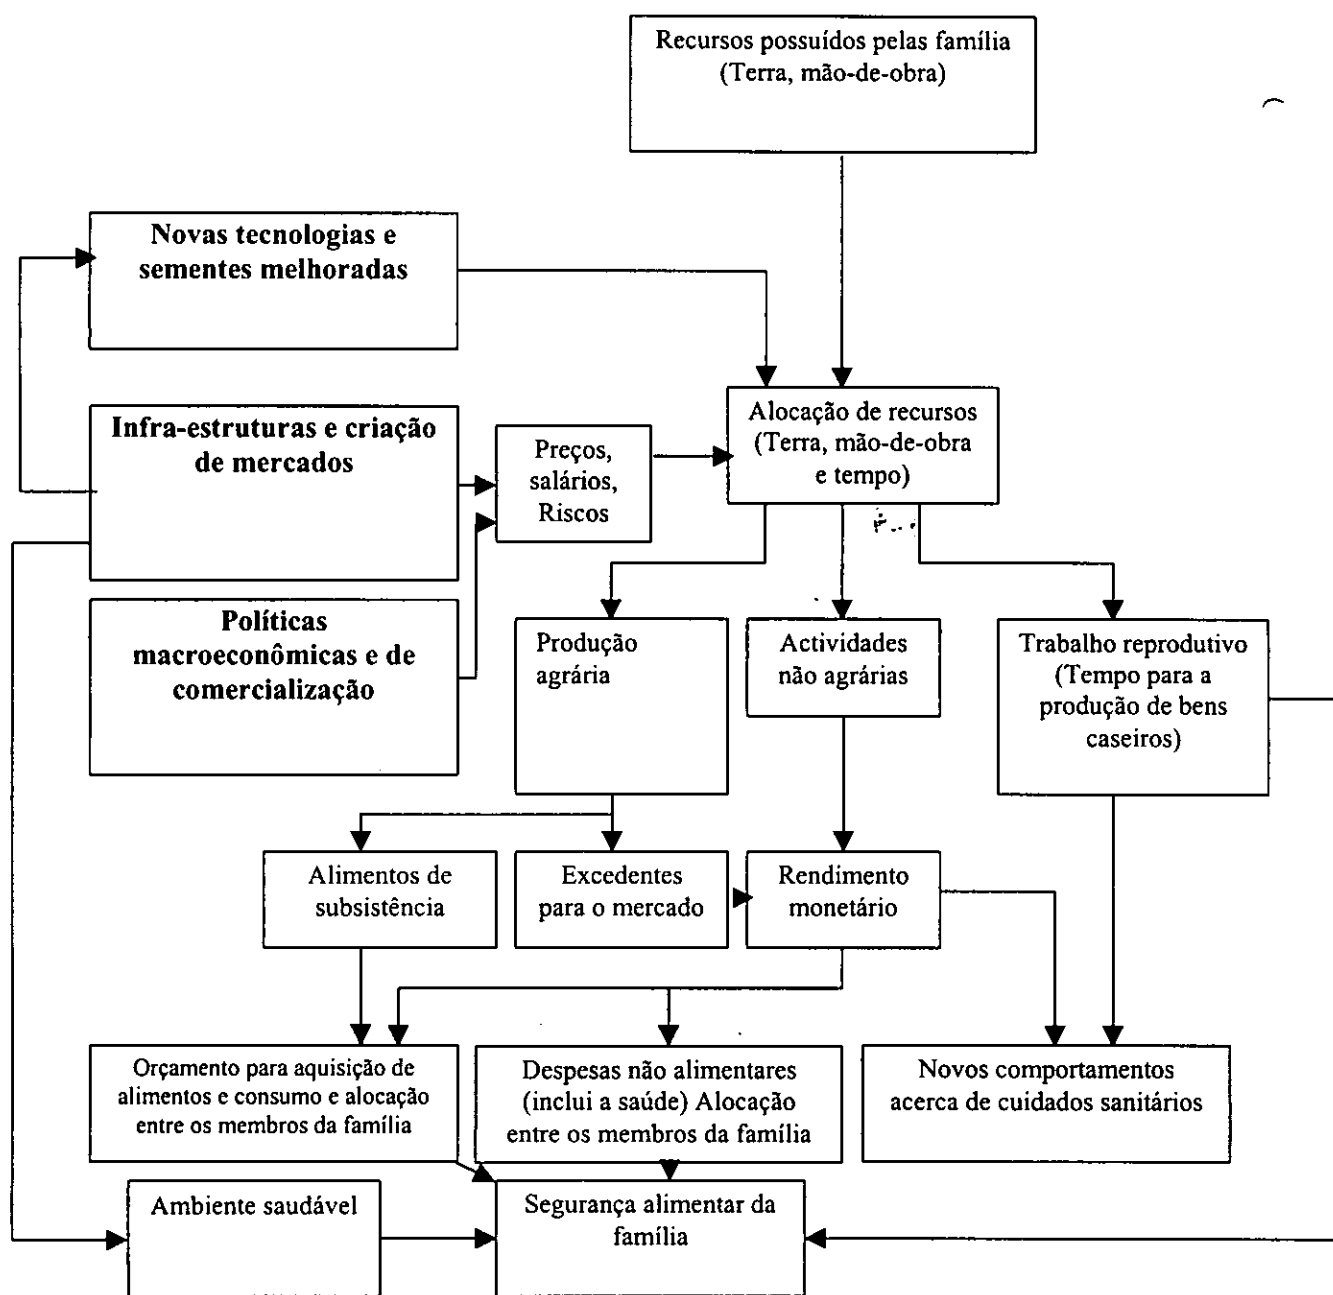 Recursos possuídos pelas família
(Terra, mão-de-obra)
Novas tecnologias e
sementes melhoradas
Infra-estruturas e criação
de mercados
Preços,
salários,
Riscos
Alocação de recursos
(Terra, mão-de-obra
e tempo)
Políticas
macroeconômicas e de
comercialização
Produção
agrária
Actividades
não agrárias
Trabalho reprodutivo
(Tempo para a
produção de bens
caseiros)
Alimentos de
subsistência
Excedentes
para o mercado
Rendimento
monetário
Orçamento para aquisição de
alimentos e consumo e alocação
entre os membros da família
Despesas não alimentares
(inclui a saúde) Alocação
entre os membros da família
Novos comportamentos
acerca de cuidados sanitários
Ambiente saudável
Segurança alimentar da
família